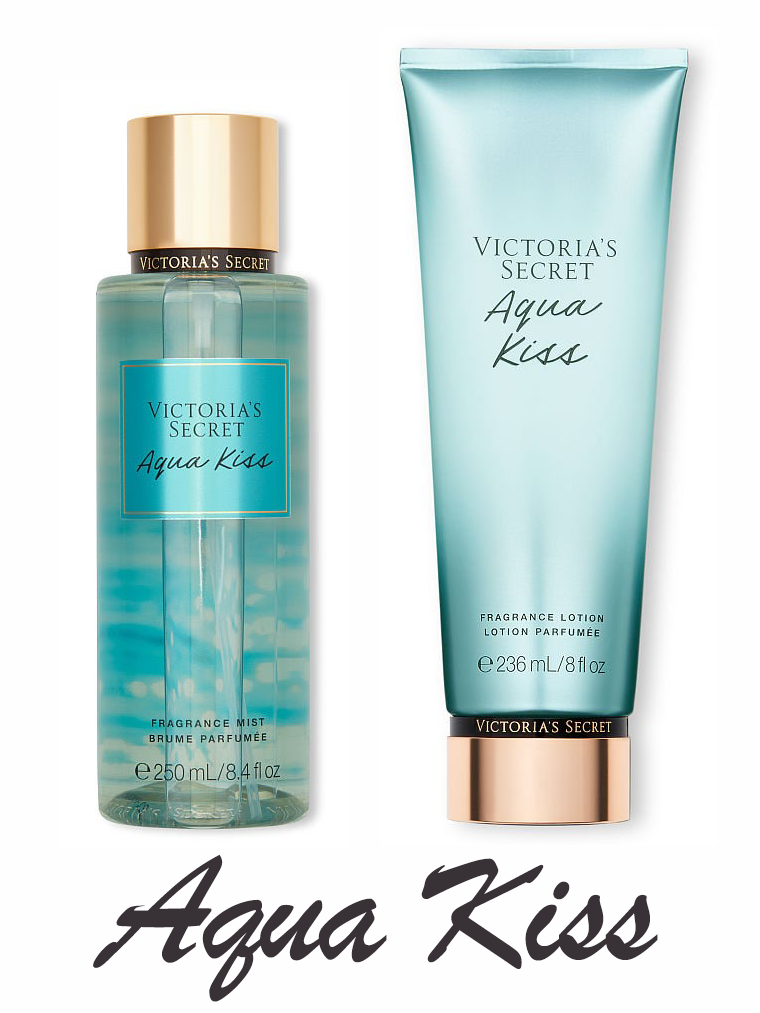 VICTORIA'S SECRET
VICTORIA'S
SECRET
Aqua Kiss
FRAGRANCE MIST
BRUME PARFUMÉE
℮250 mL/8.4 fl oz
VICTORIA'S
SECRET
Aqua
Kiss
FRAGRANCE LOTION
LOTION PARFUMÉE
℮236 mL/8 fl oz
VICTORIA'S SECRET
Aqua Kiss